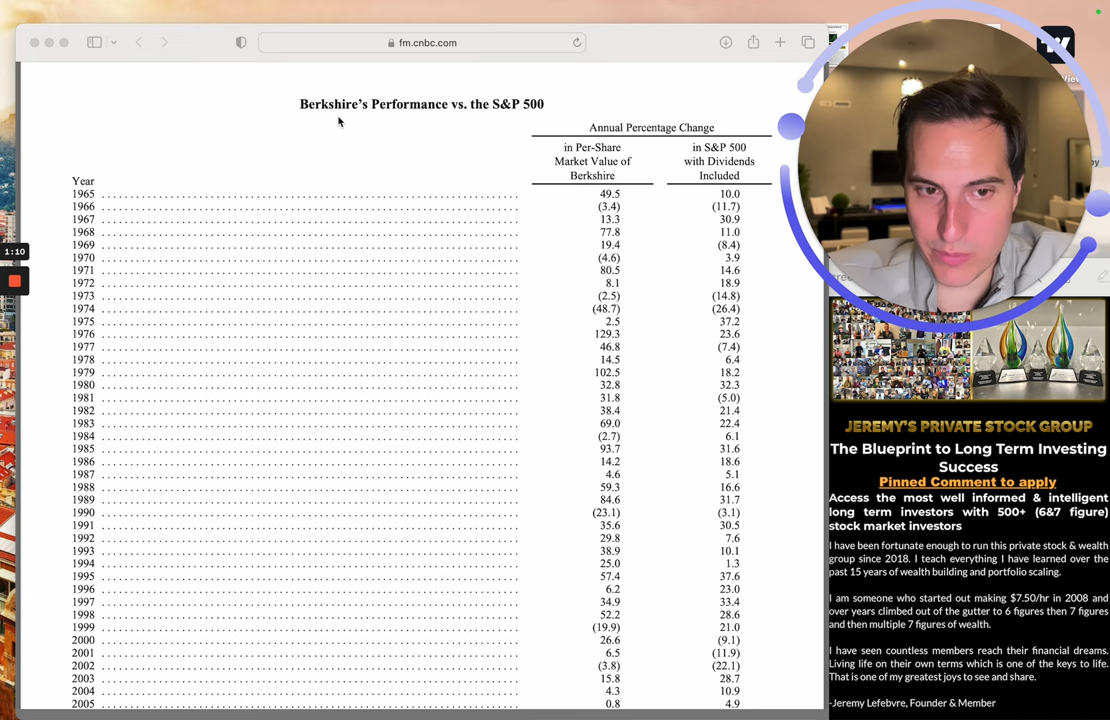 fm.cnbc.com
1:10
Berkshire’s Performance vs. the S&P 500
Annual Percentage Change
in Per-Share
Market Value of
Berkshire
in S&P 500
with Dividends
Included
Year
1965 49.5 10.0
1966 (3.4) (11.7)
1967 13.3 30.9
1968 77.8 11.0
1969 19.4 (8.4)
1970 (4.6) 3.9
1971 80.5 14.6
1972 8.1 18.9
1973 (2.5) (14.8)
1974 (48.7) (26.4)
1975 2.5 37.2
1976 129.3 23.6
1977 46.8 (7.4)
1978 14.5 6.4
1979 102.5 18.2
1980 32.8 32.3
1981 31.8 (5.0)
1982 38.4 21.4
1983 69.0 22.4
1984 (2.7) 6.1
1985 93.7 31.6
1986 14.2 18.6
1987 4.6 5.1
1988 59.3 16.6
1989 84.6 31.7
1990 (23.1) (3.1)
1991 35.6 30.5
1992 29.8 7.6
1993 38.9 10.1
1994 25.0 1.3
1995 57.4 37.6
1996 6.2 23.0
1997 34.9 33.4
1998 52.2 28.6
1999 (19.9) 21.0
2000 26.6 (9.1)
2001 6.5 (11.9)
2002 (3.8) (22.1)
2003 15.8 28.7
2004 4.3 10.9
2005 0.8 4.9
JEREMY'S PRIVATE STOCK GROUP
The Blueprint to Long Term Investing
Success
Pinned Comment to apply
Access the most well informed & intelligent
long term investors with 500+ (6&7 figure)
stock market investors
I have been fortunate enough to run this private stock & wealth
group since 2018. I teach everything I have learned over the
past 15 years of wealth building and portfolio scaling.
I am someone who started out making $7.50/hr in 2008 and
over years climbed out of the gutter to 6 figures then 7 figures
and then multiple 7 figures of wealth.
I have seen countless members reach their financial dreams.
Living life on their own terms which is one of the keys to life.
That is one of my greatest joys to see and share.
-Jeremy Lefebvre, Founder & Member